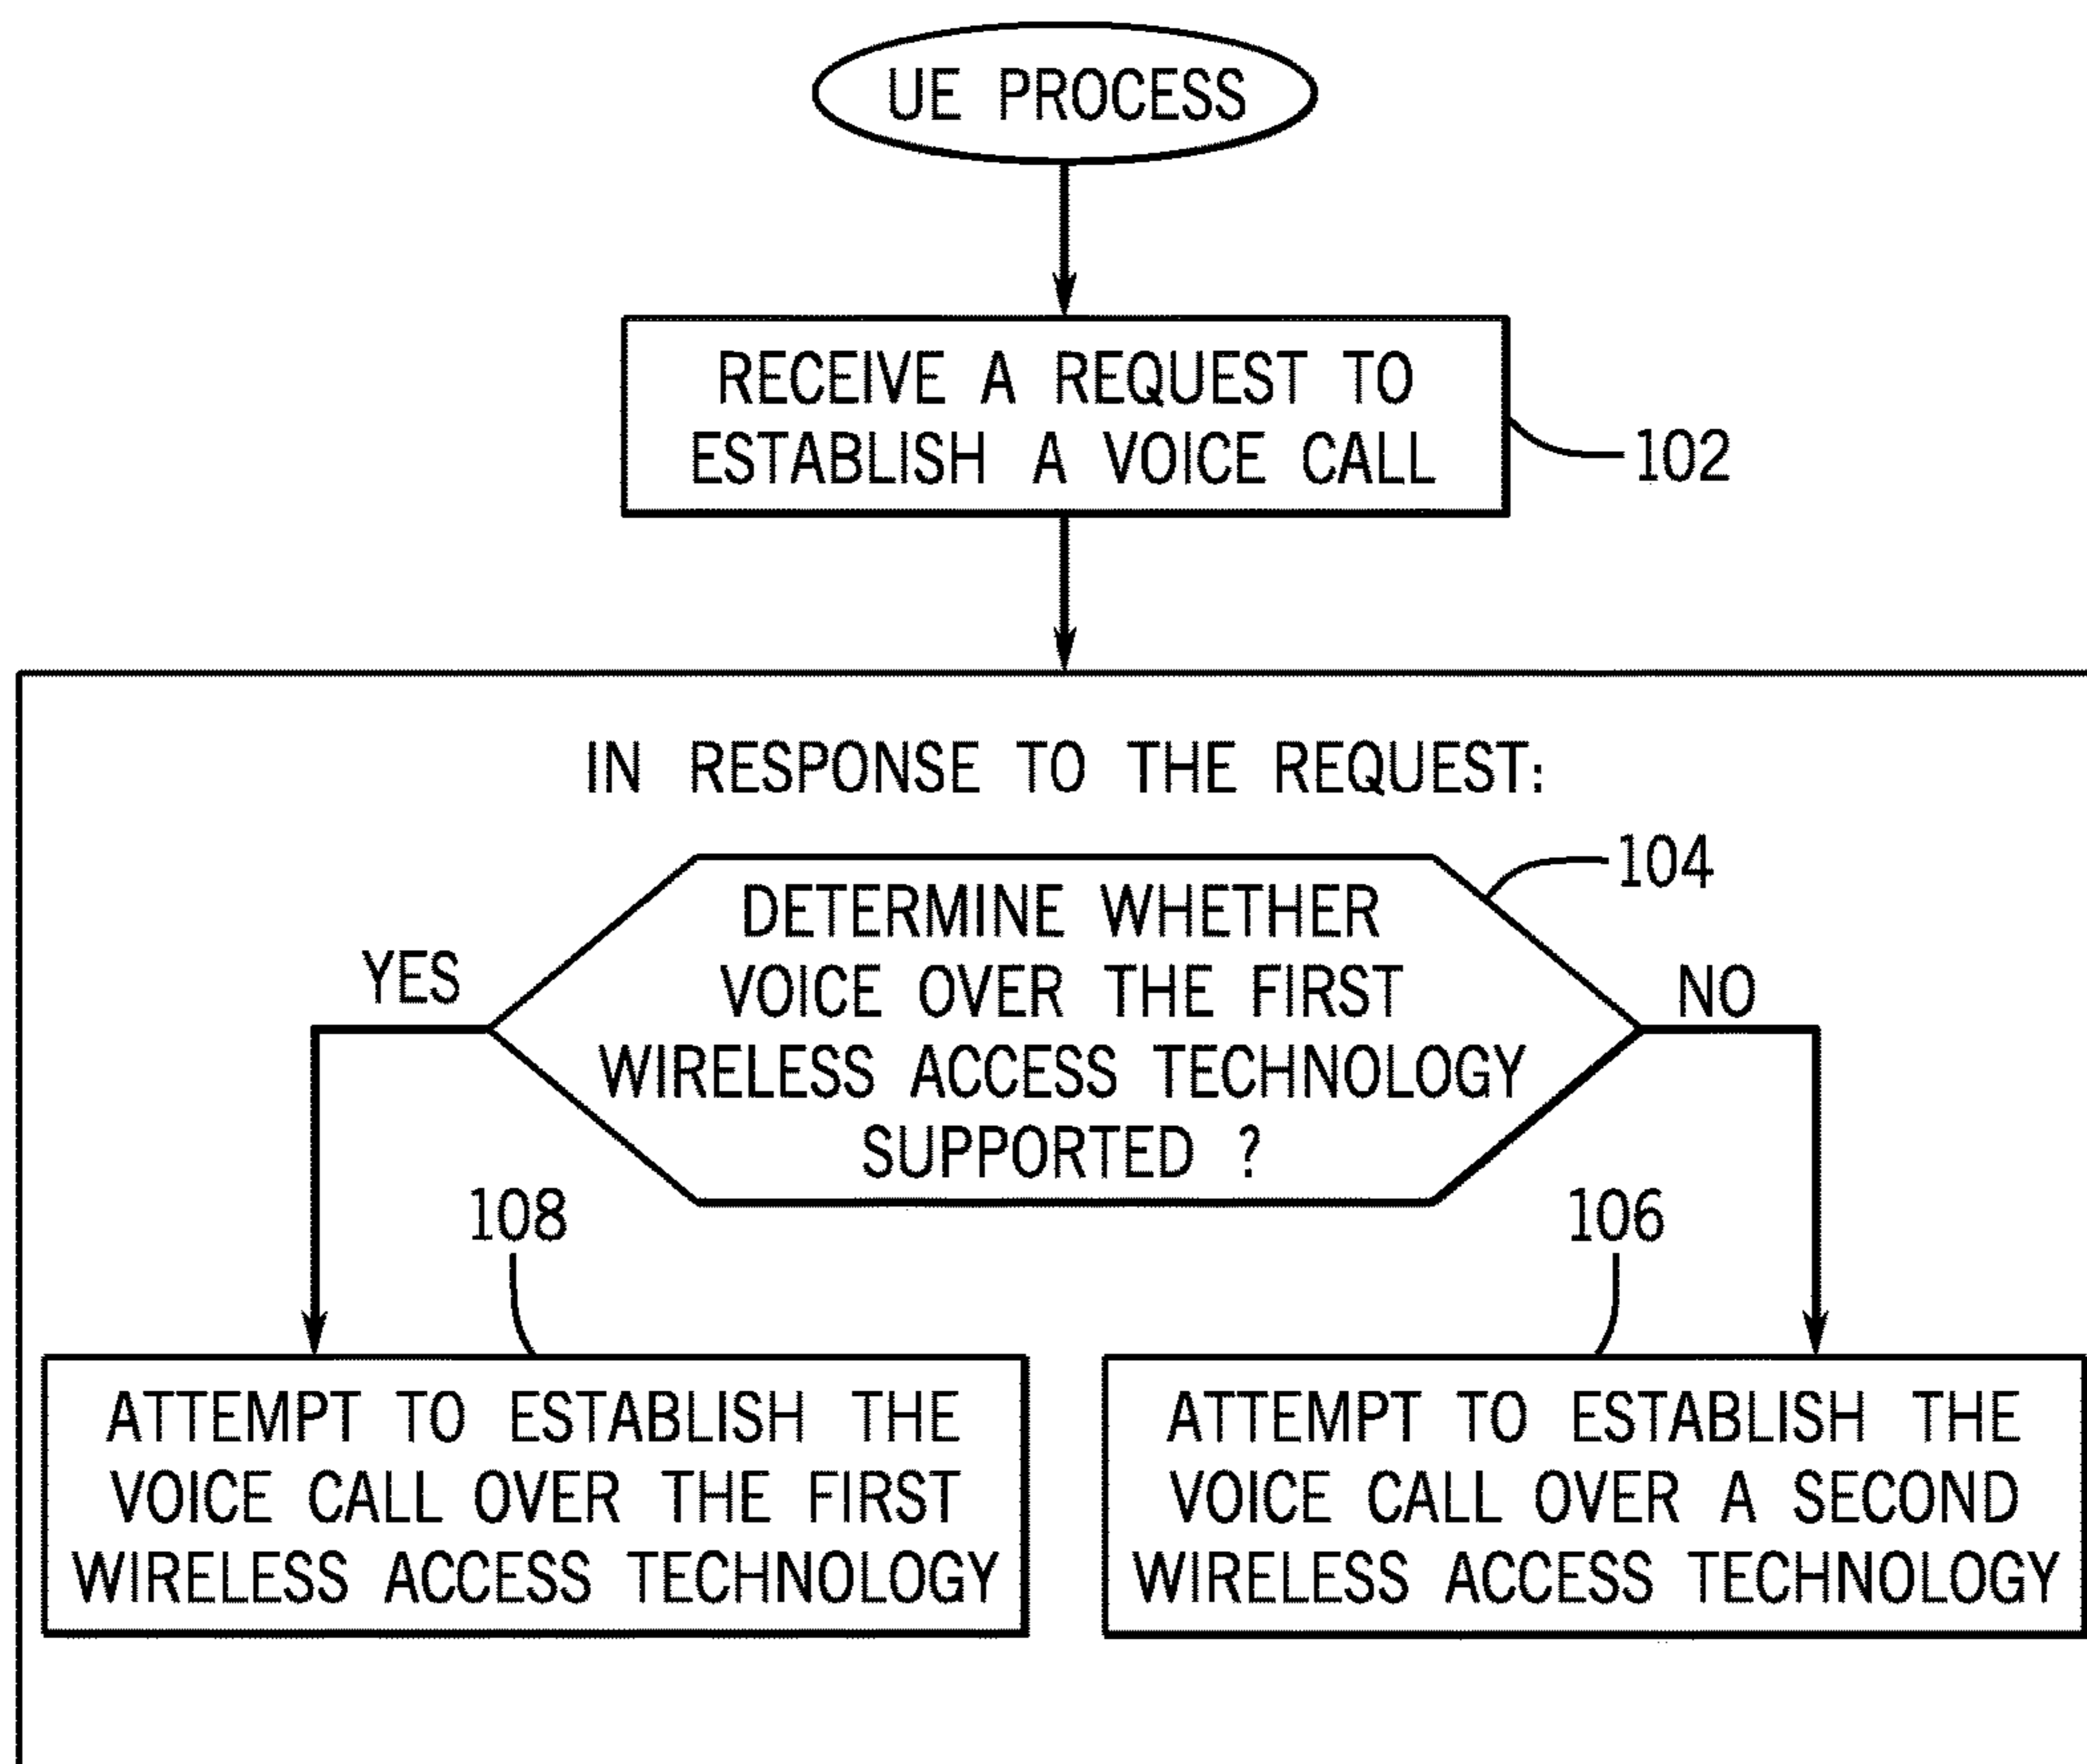 UE PROCESS
RECEIVE A REQUEST TO
ESTABLISH A VOICE CALL
102
IN RESPONSE TO THE REQUEST:
104
DETERMINE WHETHER
VOICE OVER THE FIRST
WIRELESS ACCESS TECHNOLOGY
SUPPORTED ?
YES
NO
108
106
ATTEMPT TO ESTABLISH THE
VOICE CALL OVER THE FIRST
WIRELESS ACCESS TECHNOLOGY
ATTEMPT TO ESTABLISH THE
VOICE CALL OVER A SECOND
WIRELESS ACCESS TECHNOLOGY